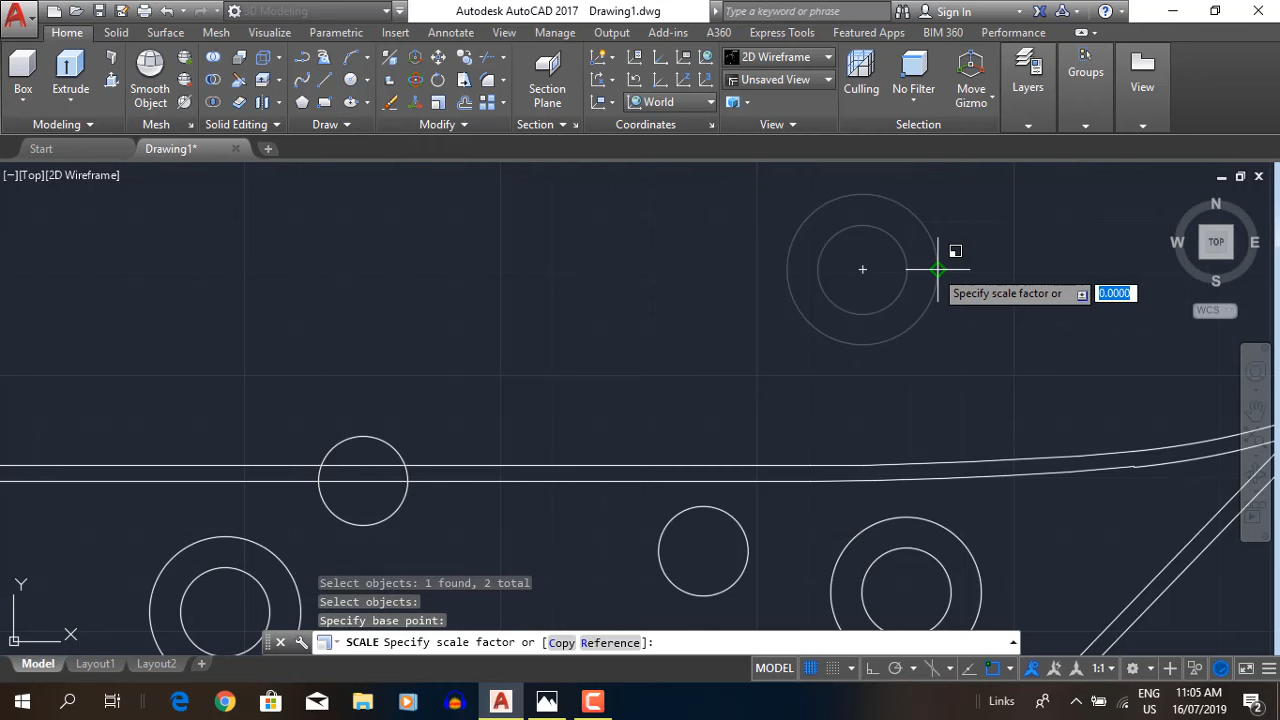 3D Modeling
Autodesk AutoCAD 2017 Drawing1.dwg
Type a keyword or phrase
Sign In
Home Solid Surface Mesh Visualize Parametric Insert Annotate View Manage Output Add-ins A360 Express Tools Featured Apps BIM 360 Performance
Box Extrude Smooth Object Section Plane 2D Wireframe Unsaved View World Culling No Filter Move Gizmo Layers Groups View
Modeling Mesh Solid Editing Draw Modify Section Coordinates View Selection
Start Drawing1*
[−][Top][2D Wireframe]
N
W TOP E
S
WCS
Specify scale factor or 0.0000
Y
X
Select objects: 1 found, 2 total
Select objects:
Specify base point:
SCALE Specify scale factor or [Copy Reference]:
Model Layout1 Layout2
MODEL 1:1
Links
ENG
US
11:05 AM
16/07/2019
2